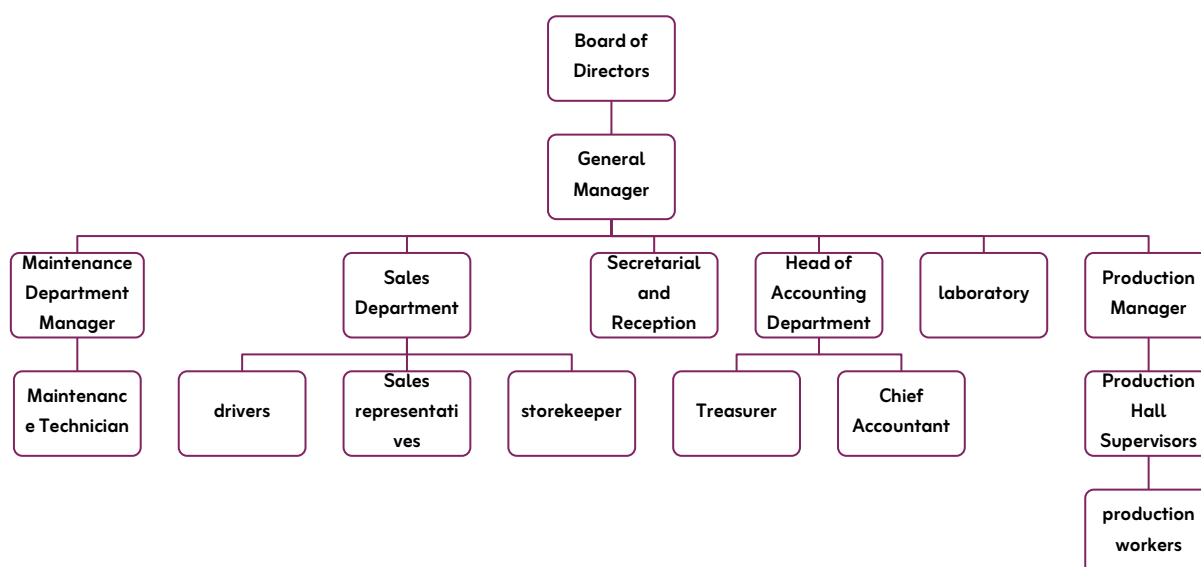 Board of
Directors
General
Manager
Maintenance
Department
Manager
Sales
Department
Secretarial
and
Reception
Head of
Accounting
Department
laboratory
Production
Manager
Maintenanc
e Technician
drivers
Sales
representati
ves
storekeeper
Treasurer
Chief
Accountant
Production
Hall
Supervisors
production
workers